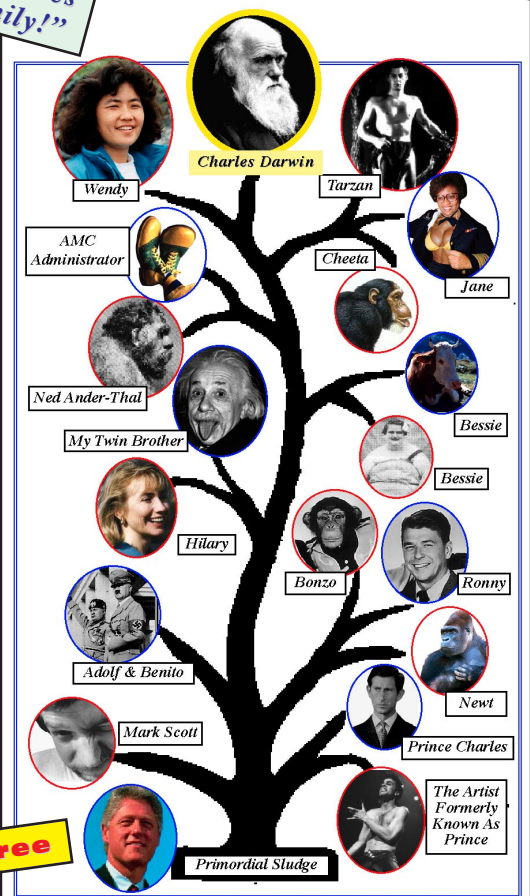 ily!”
Charles Darwin
Wendy
Tarzan
AMC
Administrator
Cheeta
Jane
Ned Ander-Thal
My Twin Brother
Bessie
Bessie
Hilary
Bonzo
Ronny
Adolf & Benito
Newt
Mark Scott
Prince Charles
The Artist
Formerly
Known As
Prince
ree
Primordial Sludge